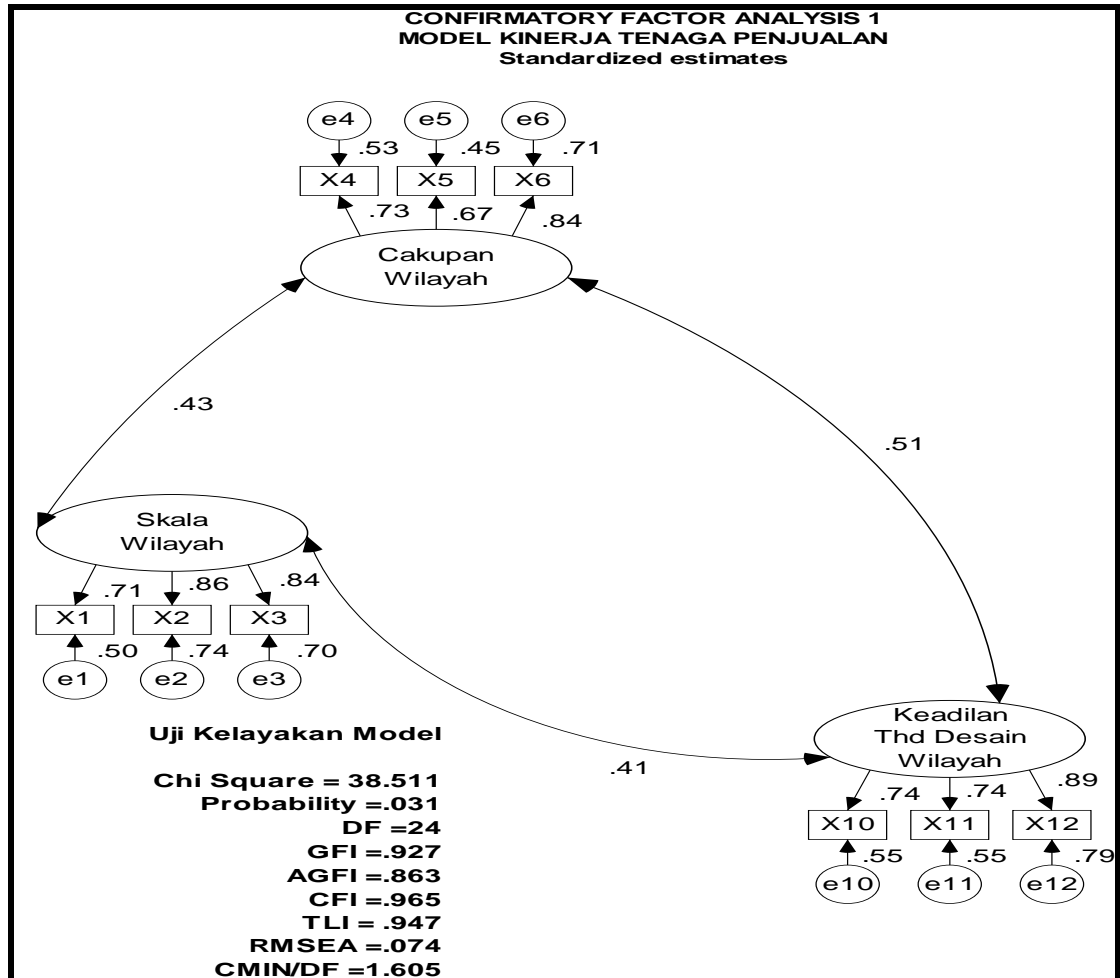 CONFIRMATORY FACTOR ANALYSIS 1
MODEL KINERJA TENAGA PENJUALAN
Standardized estimates
e4 e5 e6
.53 .45 .71
X4 X5 X6
.73 .67 .84
Cakupan
Wilayah
.43
.51
Skala
Wilayah
.71 .86 .84
X1 X2 X3
.50 .74 .70
e1 e2 e3
Keadilan
Thd Desain
Wilayah
.41
.74 .74 .89
X10 X11 X12
.55 .55 .79
e10 e11 e12
Uji Kelayakan Model
Chi Square = 38.511
Probability =.031
DF =24
GFI =.927
AGFI =.863
CFI =.965
TLI = .947
RMSEA =.074
CMIN/DF =1.605